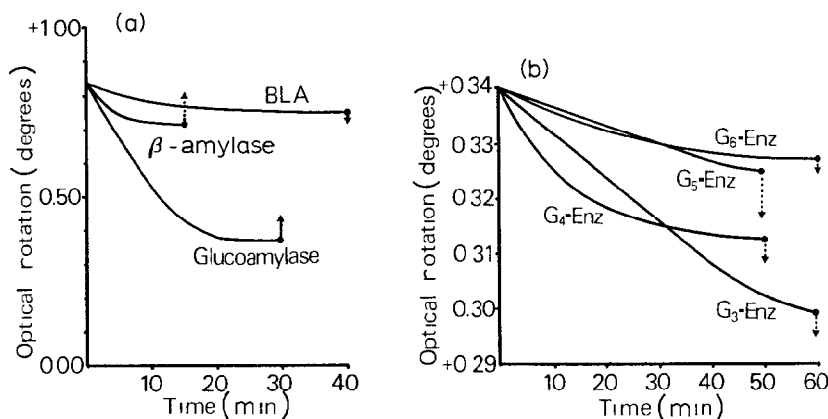 (a)
+1 00
0.50
0.00
Optical rotation (degrees)
BLA
β-amylase
Glucoamylase
10
20
30
40
Time (min)
(b)
+0.34
0.33
0.32
0.31
0.30
+0.29
Optical rotation (degrees)
G₆-Enz
G₅-Enz
G₄-Enz
G₃-Enz
10
20
30
40
50
60
Time (min)